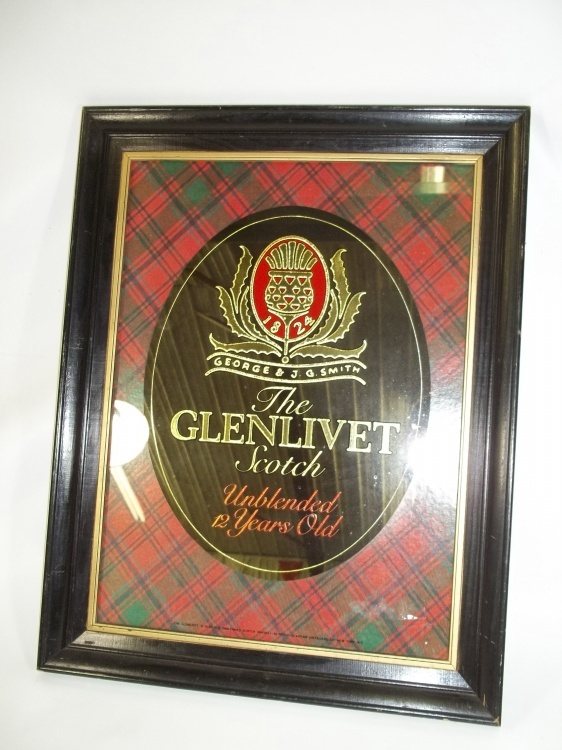 1824
GEORGE & J.G. SMITH
The
GLENLIVET
Scotch
Unblended
12 Years Old